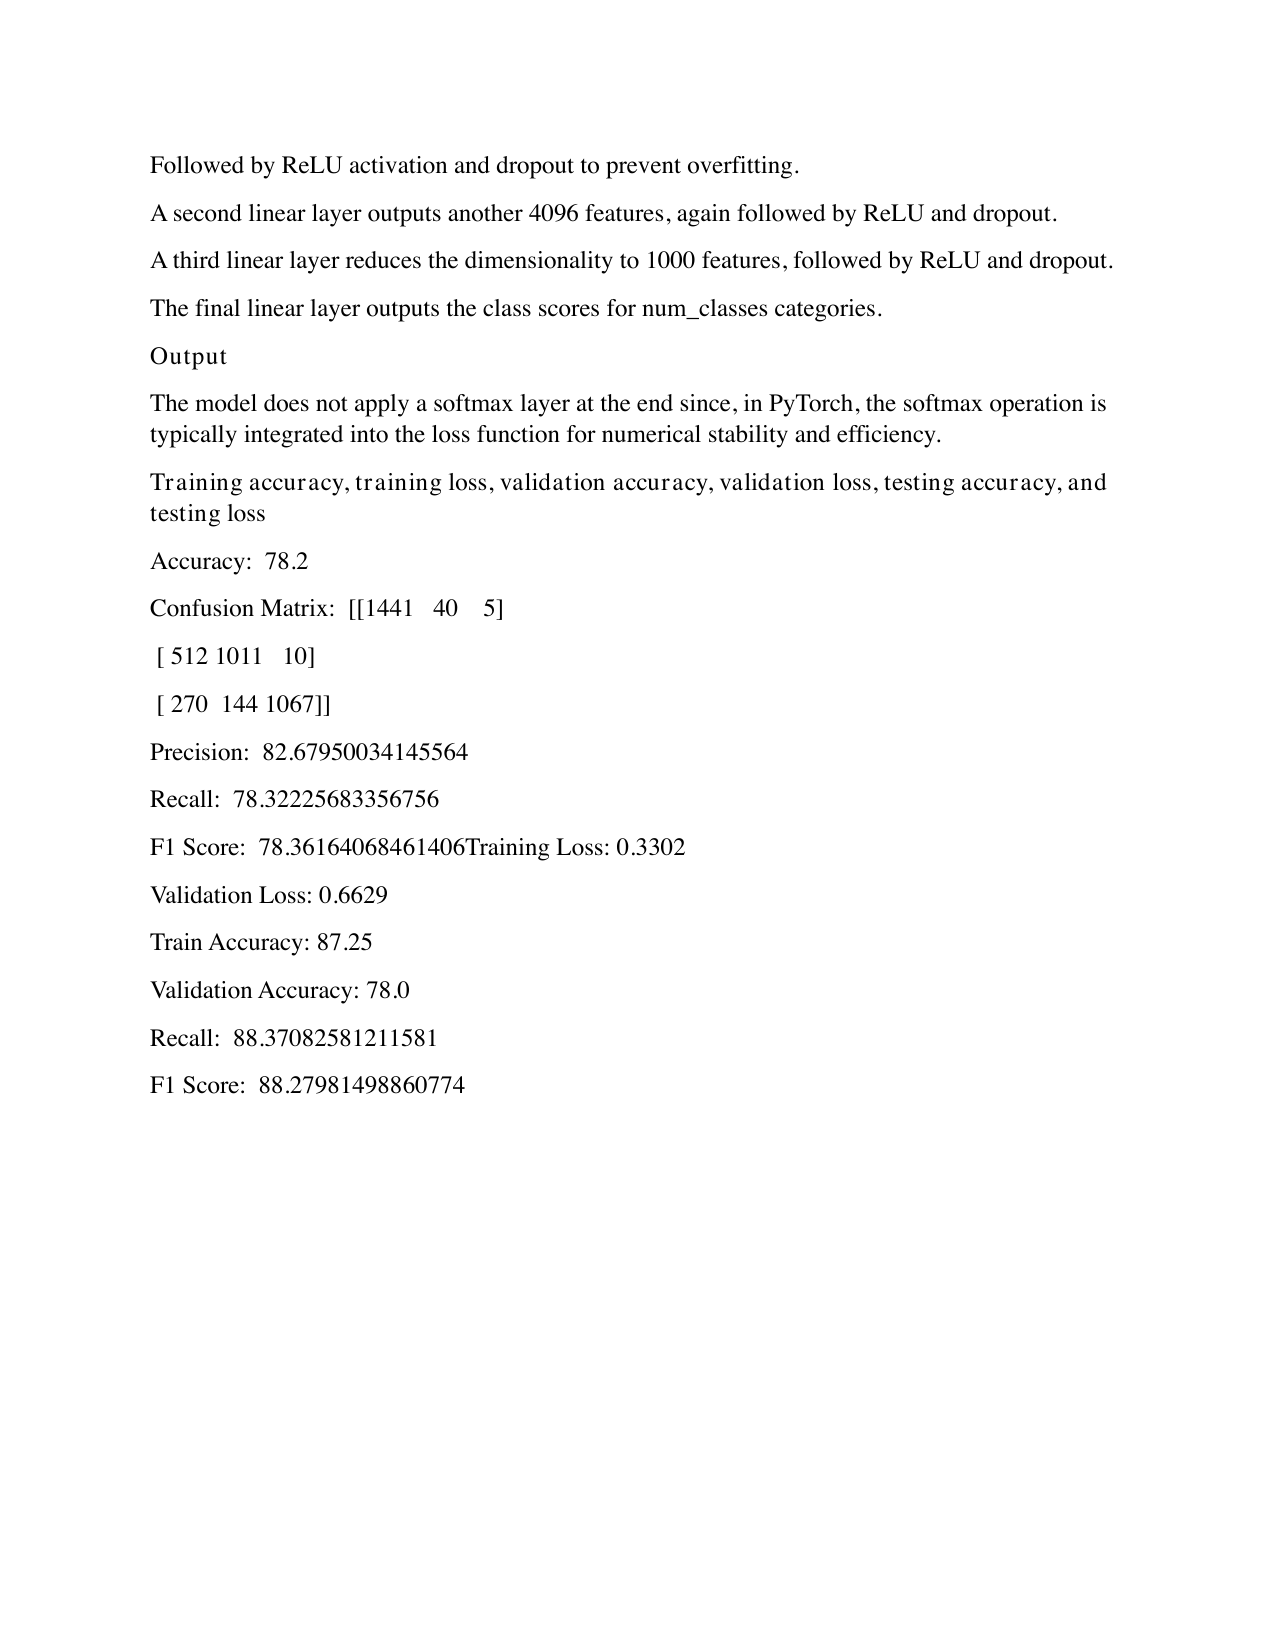 Followed by ReLU activation and dropout to prevent overfitting.
A second linear layer outputs another 4096 features, again followed by ReLU and dropout.
A third linear layer reduces the dimensionality to 1000 features, followed by ReLU and dropout.
The final linear layer outputs the class scores for num_classes categories.
Output
The model does not apply a softmax layer at the end since, in PyTorch, the softmax operation is
typically integrated into the loss function for numerical stability and efficiency.
Training accuracy, training loss, validation accuracy, validation loss, testing accuracy, and
testing loss
Accuracy:  78.2
Confusion Matrix:  [[1441   40    5]
[ 512 1011   10]
[ 270  144 1067]]
Precision:  82.67950034145564
Recall:  78.32225683356756
F1 Score:  78.36164068461406Training Loss: 0.3302
Validation Loss: 0.6629
Train Accuracy: 87.25
Validation Accuracy: 78.0
Recall:  88.37082581211581
F1 Score:  88.27981498860774